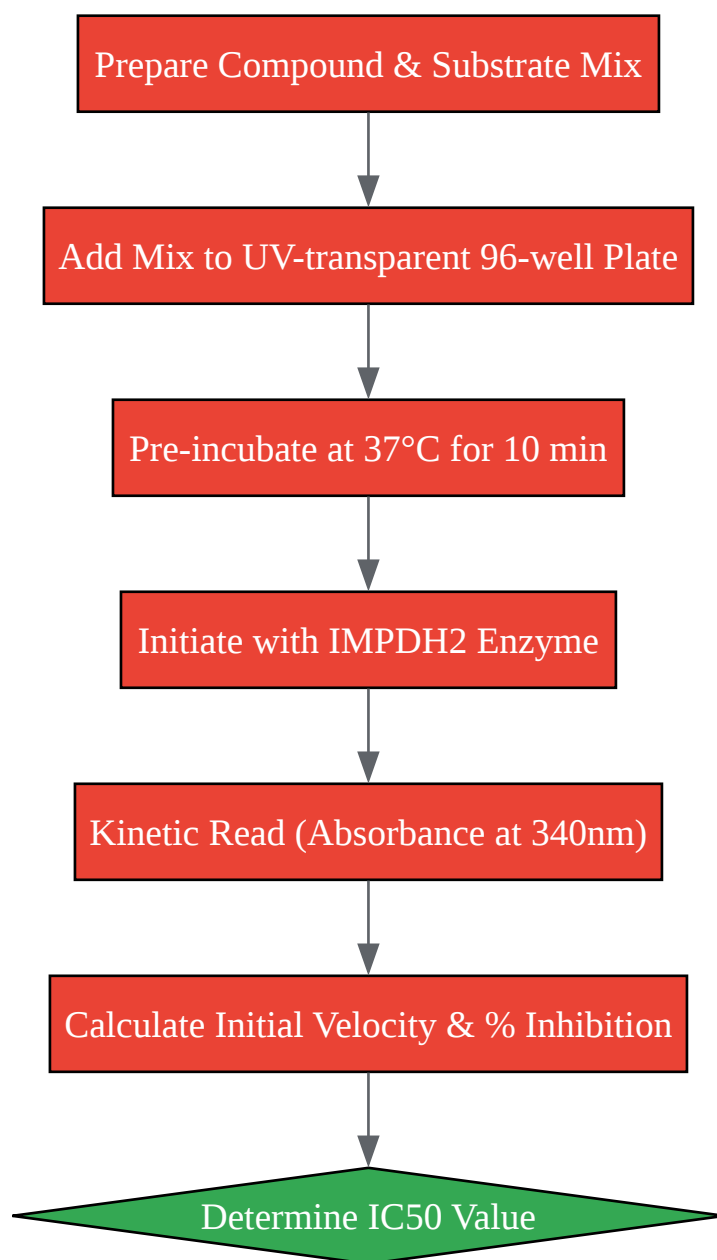 Prepare Compound & Substrate Mix
Add Mix to UV-transparent 96-well Plate
Pre-incubate at 37°C for 10 min
Initiate with IMPDH2 Enzyme
Kinetic Read (Absorbance at 340nm)
Calculate Initial Velocity & % Inhibition
Determine IC50 Value